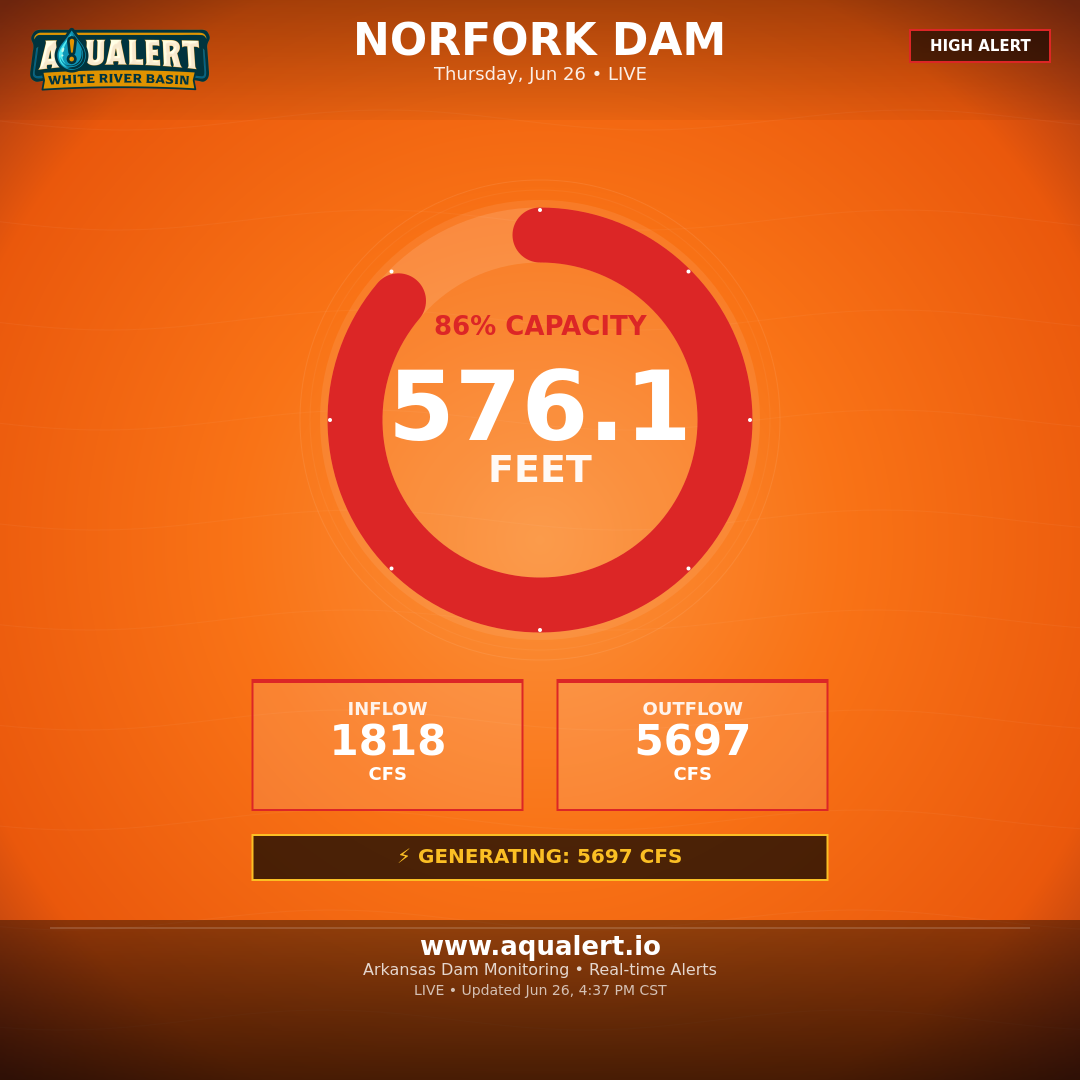 AQUALERT
WHITE RIVER BASIN
NORFORK DAM
Thursday, Jun 26 • LIVE
HIGH ALERT
86% CAPACITY
576.1
FEET
INFLOW
1818
CFS
OUTFLOW
5697
CFS
⚡ GENERATING: 5697 CFS
www.aqualert.io
Arkansas Dam Monitoring • Real-time Alerts
LIVE • Updated Jun 26, 4:37 PM CST